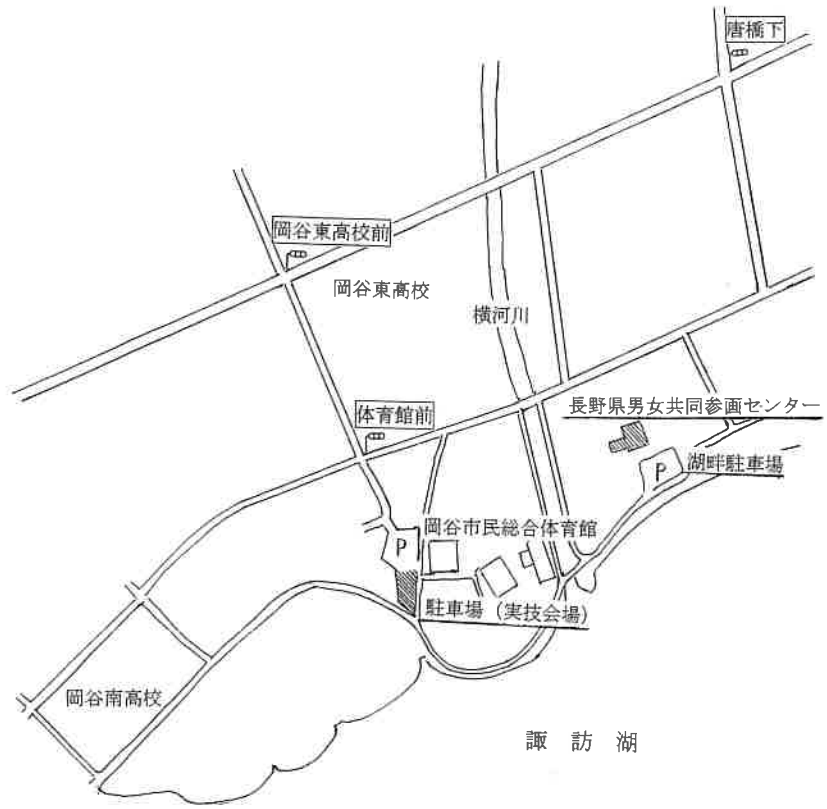 唐橋下
岡谷東高校前
岡谷東高校
横河川
体育館前
長野県男女共同参画センター
P
湖畔駐車場
岡谷市民総合体育館
P
駐車場（実技会場）
岡谷南高校
諏訪湖